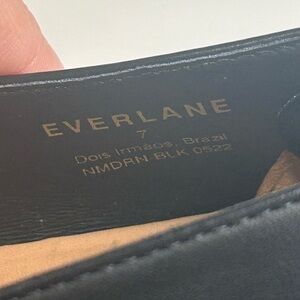 EVERLANE
7
Dois Irmãos, Brazil
NMDRN BLK 0522